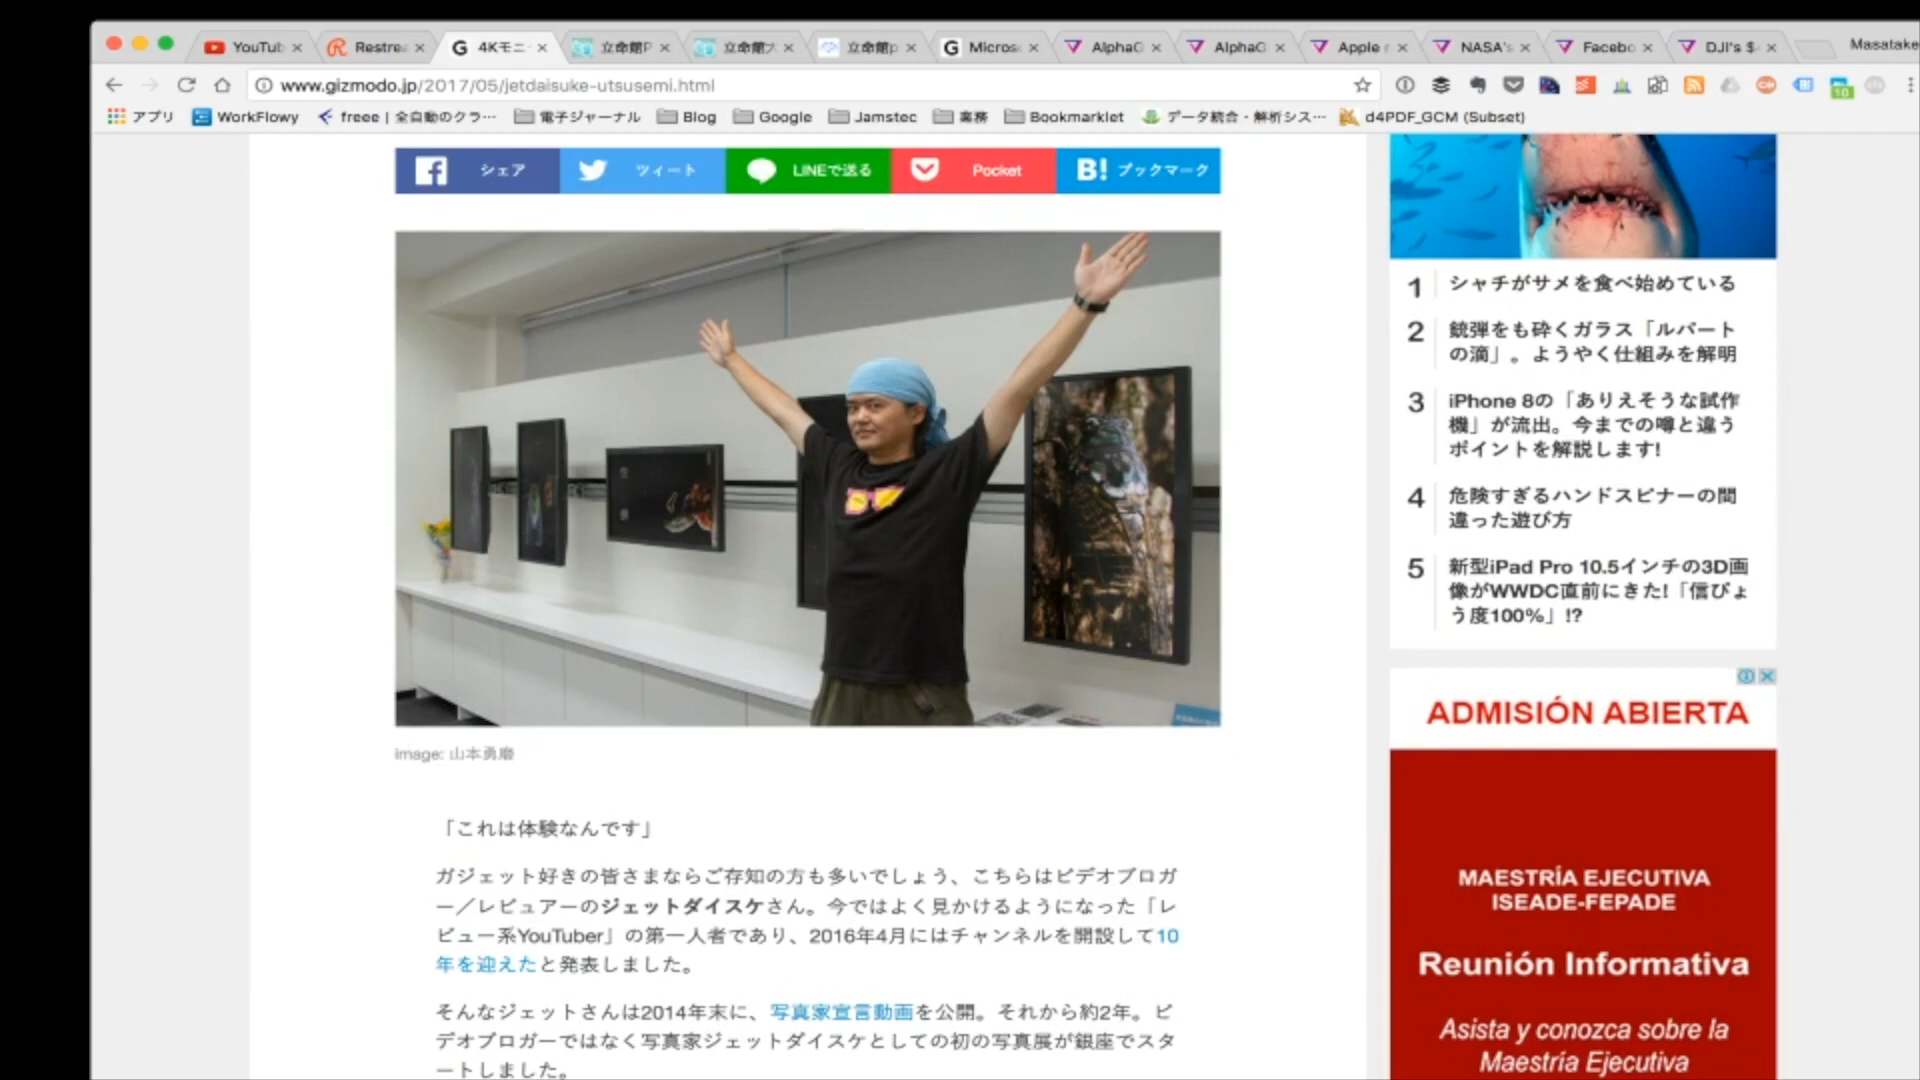 YouTub
Restre
4Kモニ
立命館P
立命館大
立命館p
Micros
AlphaG
AlphaG
Apple
NASA's
Facebo
DJI's $
Masatake
www.gizmodo.jp/2017/05/jetdaisuke-utsusemi.html
10
アプリ
WorkFlowy
freee | 全自動のクラ…
電子ジャーナル
Blog
Google
Jamstec
業務
Bookmarklet
データ統合・解析シス…
d4PDF_GCM (Subset)
シェア
ツィート
LINEで送る
Pocket
B! ブックマーク
image: 山本勇磨
「これは体験なんです」
ガジェット好きの皆さまならご存知の方も多いでしょう、こちらはビデオブロガ
ー／レビュアーのジェットダイスケさん。今ではよく見かけるようになった「レ
ビュー系YouTuber」の第一人者であり、2016年4月にはチャンネルを開設して10
年を迎えたと発表しました。
そんなジェットさんは2014年末に、写真家宣言動画を公開。それから約2年。ビ
デオブロガーではなく写真家ジェットダイスケとしての初の写真展が銀座でスタ
ートしました。
1 シャチがサメを食べ始めている
2 銃弾をも砕くガラス「ルパート
の滴」。ようやく仕組みを解明
3 iPhone 8の「ありえそうな試作
機」が流出。今までの噂と違う
ポイントを解説します!
4 危険すぎるハンドスピナーの間
違った遊び方
5 新型iPad Pro 10.5インチの3D画
像がWWDC直前にきた!「信ぴょ
う度100%」!?
ADMISIÓN ABIERTA
MAESTRÍA EJECUTIVA
ISEADE-FEPADE
Reunión Informativa
Asista y conozca sobre la
Maestría Ejecutiva